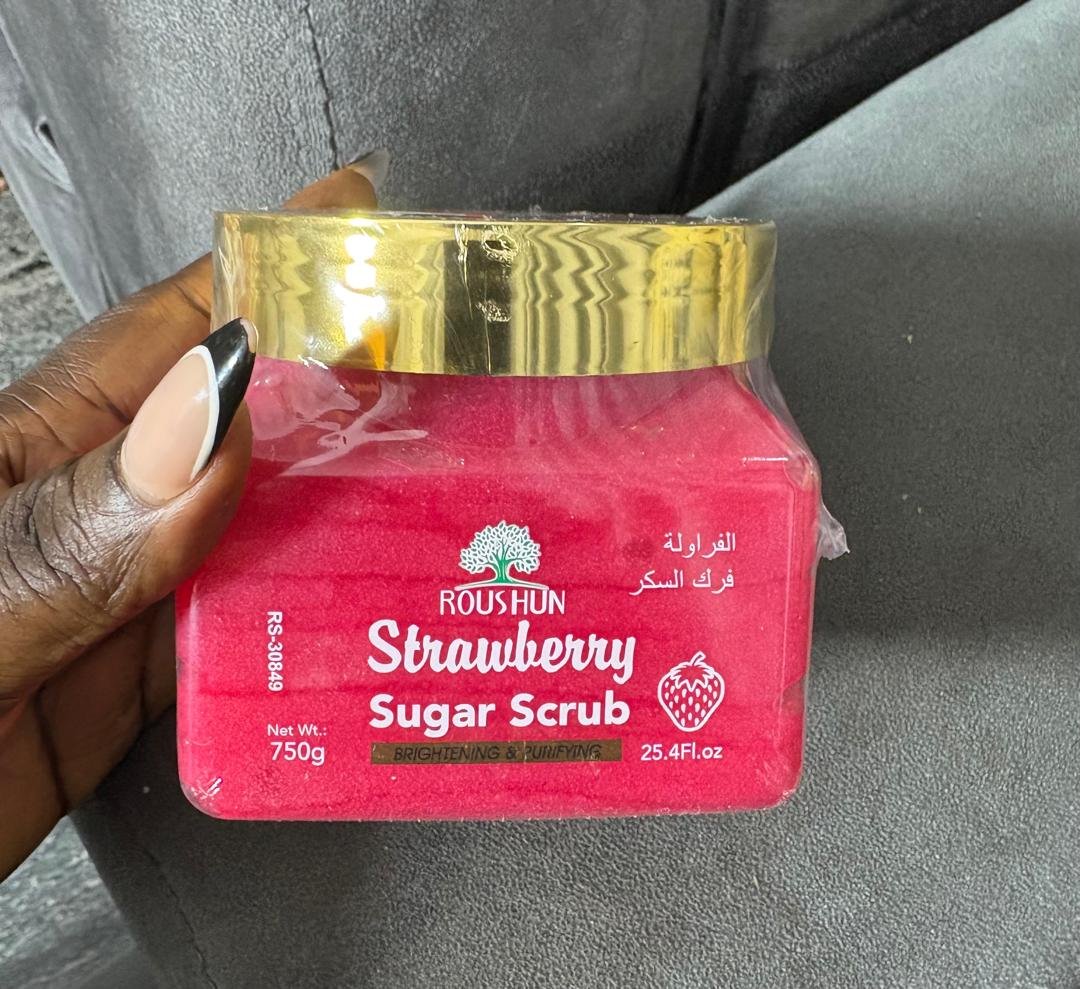 ROUSHUN
Strawberry
Sugar Scrub
BRIGHTENING & PURIFYING
الفراولة
فرك السكر
RS-30849
Net Wt.:
750g
25.4Fl.oz